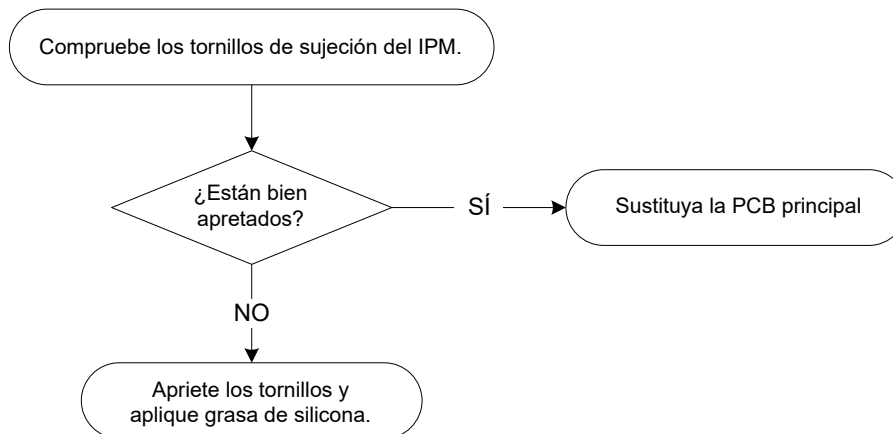 Compruebe los tornillos de sujeción del IPM.
¿Están bien
apretados?
SÍ
Sustituya la PCB principal
NO
Apriete los tornillos y
aplique grasa de silicona.